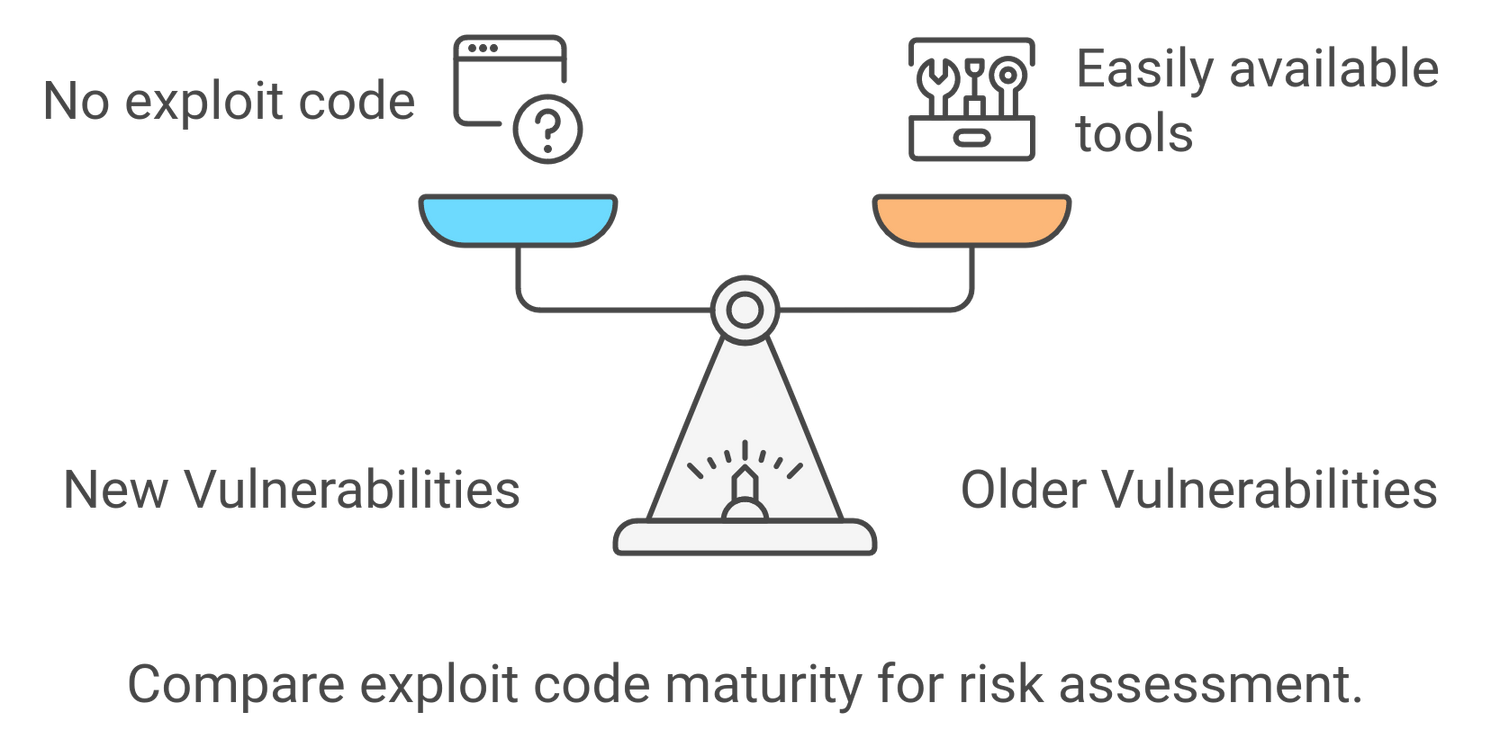 No exploit code
Easily available
tools
New Vulnerabilities
Older Vulnerabilities
Compare exploit code maturity for risk assessment.